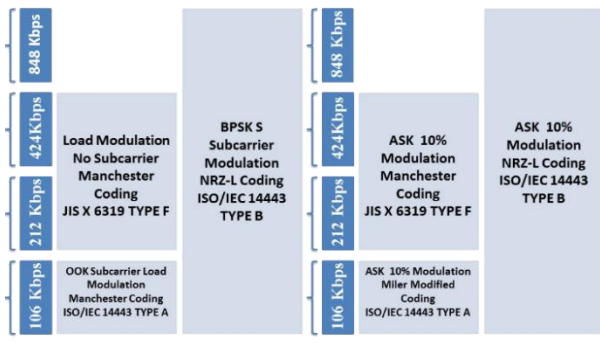 848 Kbps
424Kbps
212 Kbps
106 Kbps
Load Modulation
No Subcarrier
Manchester
Coding
JIS X 6319 TYPE F
OOK Subcarrier Load
Modulation
Manchester Coding
ISO/IEC 14443 TYPE A
BPSK S
Subcarrier
Modulation
NRZ-L Coding
ISO/IEC 14443
TYPE B
848 Kbps
424Kbps
212 Kbps
106 Kbps
ASK 10%
Modulation
Manchester
Coding
JIS X 6319 TYPE F
ASK 10% Modulation
Miler Modified
Coding
ISO/IEC 14443 TYPE A
ASK 10%
Modulation
NRZ-L Coding
ISO/IEC 14443
TYPE B